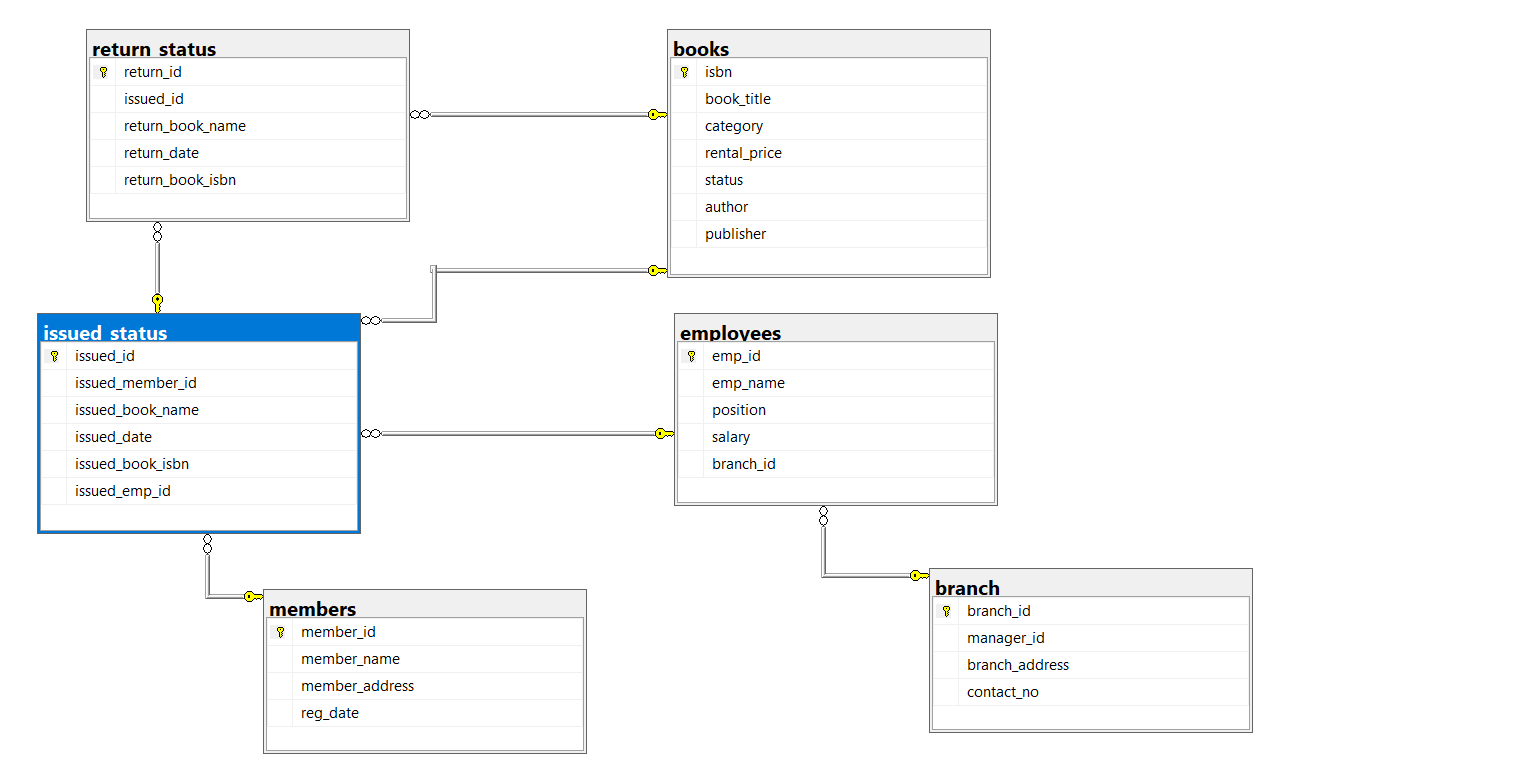 return_status
return_id
issued_id
return_book_name
return_date
return_book_isbn
books
isbn
book_title
category
rental_price
status
author
publisher
issued_status
issued_id
issued_member_id
issued_book_name
issued_date
issued_book_isbn
issued_emp_id
employees
emp_id
emp_name
position
salary
branch_id
members
member_id
member_name
member_address
reg_date
branch
branch_id
manager_id
branch_address
contact_no